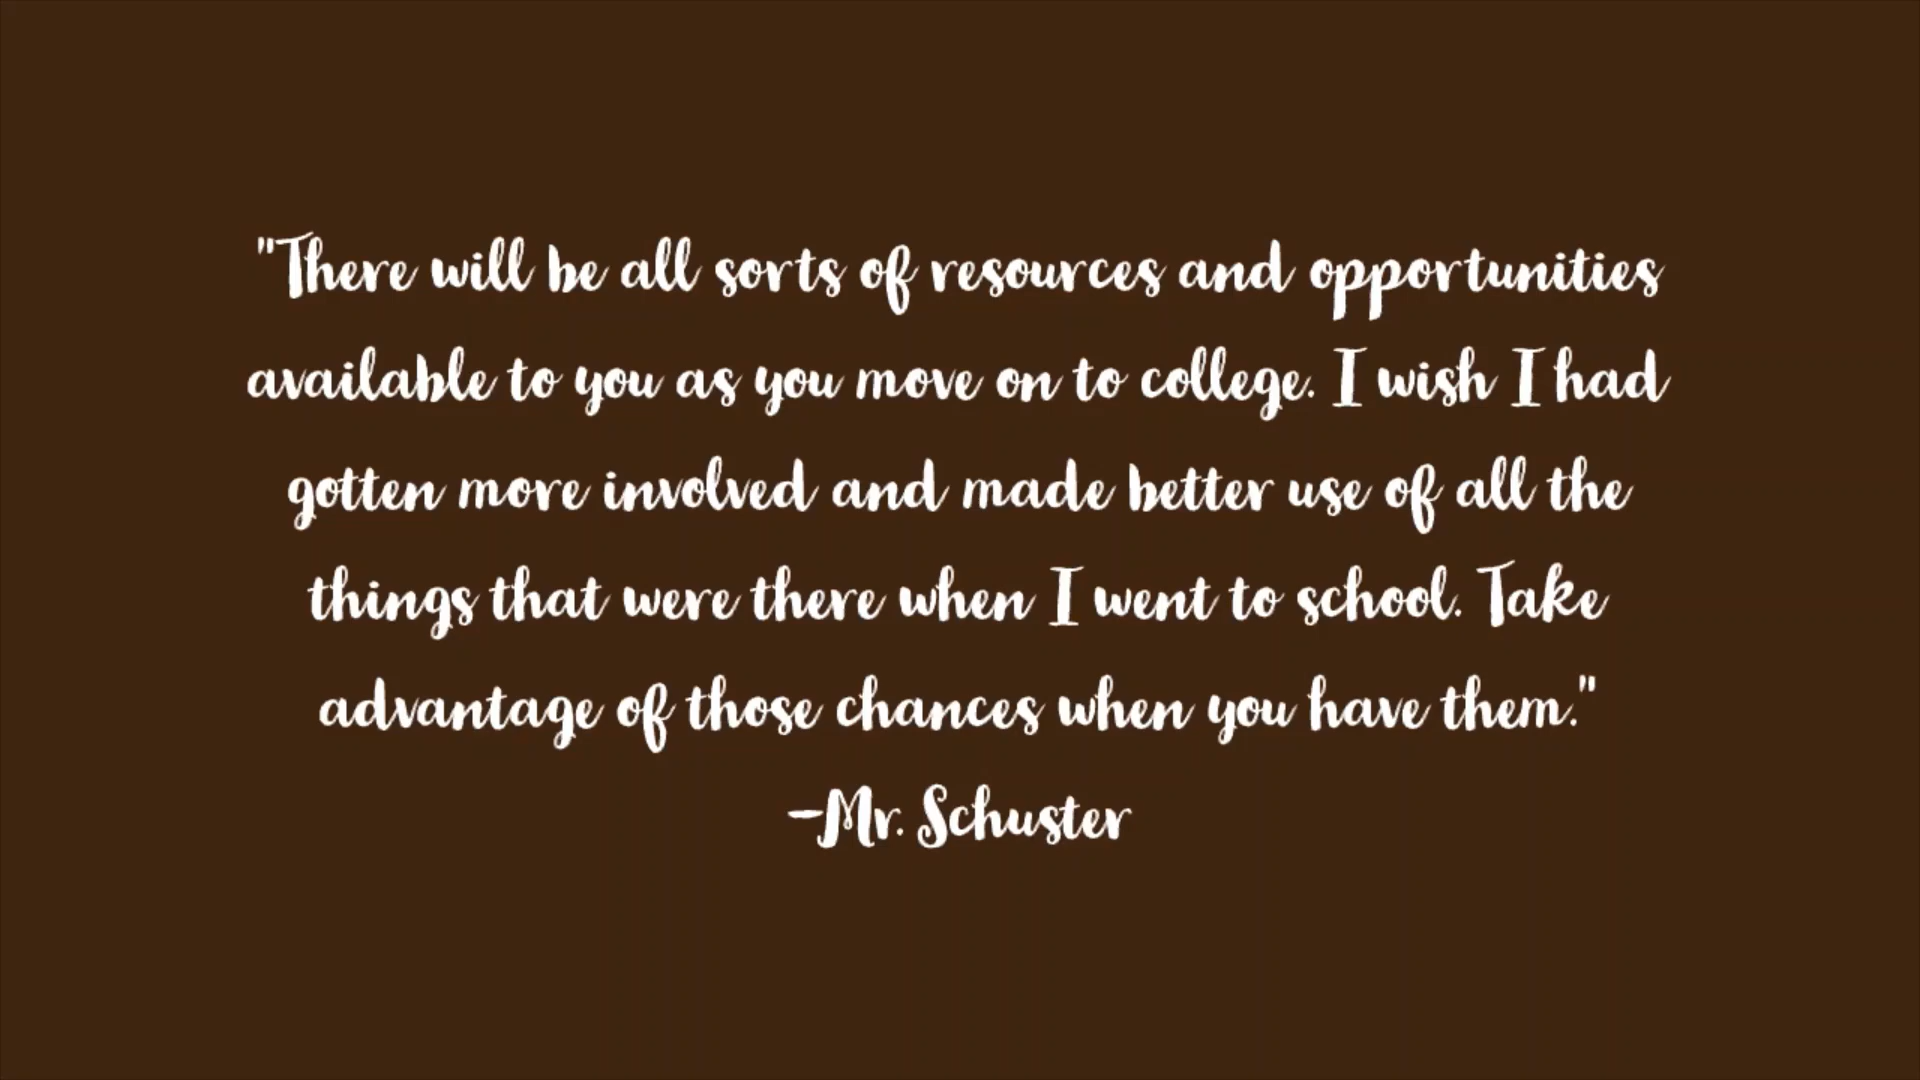 "There will be all sorts of resources and opportunities
available to you as you move on to college. I wish I had
gotten more involved and made better use of all the
things that were there when I went to school. Take
advantage of those chances when you have them."
-Mr. Schuster